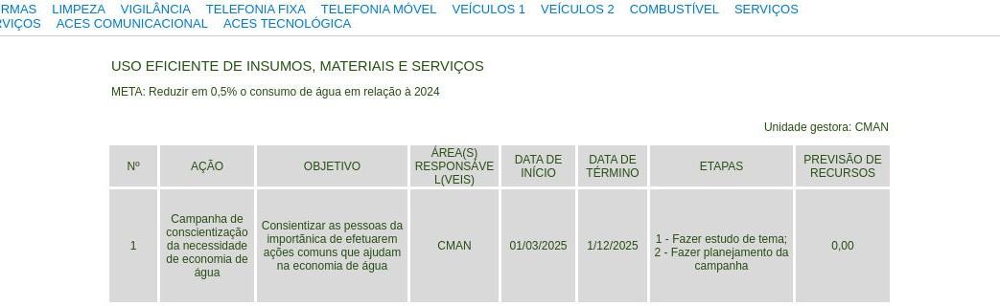 RMAS LIMPEZA VIGILÂNCIA TELEFONIA FIXA TELEFONIA MÓVEL VEÍCULOS 1 VEÍCULOS 2 COMBUSTÍVEL SERVIÇOS
RVIÇOS ACES COMUNICACIONAL ACES TECNOLÓGICA
USO EFICIENTE DE INSUMOS, MATERIAIS E SERVIÇOS
META: Reduzir em 0,5% o consumo de água em relação à 2024
Unidade gestora: CMAN
Nº
AÇÃO
OBJETIVO
ÁREA(S)
RESPONSÁVE
L(VEIS)
DATA DE
INÍCIO
DATA DE
TÉRMINO
ETAPAS
PREVISÃO DE
RECURSOS
1
Campanha de
conscientização
da necessidade
de economia de
água
Consientizar as pessoas da
importãnica de efetuarem
ações comuns que ajudam
na economia de água
CMAN
01/03/2025
1/12/2025
1 - Fazer estudo de tema;
2 - Fazer planejamento da
campanha
0,00